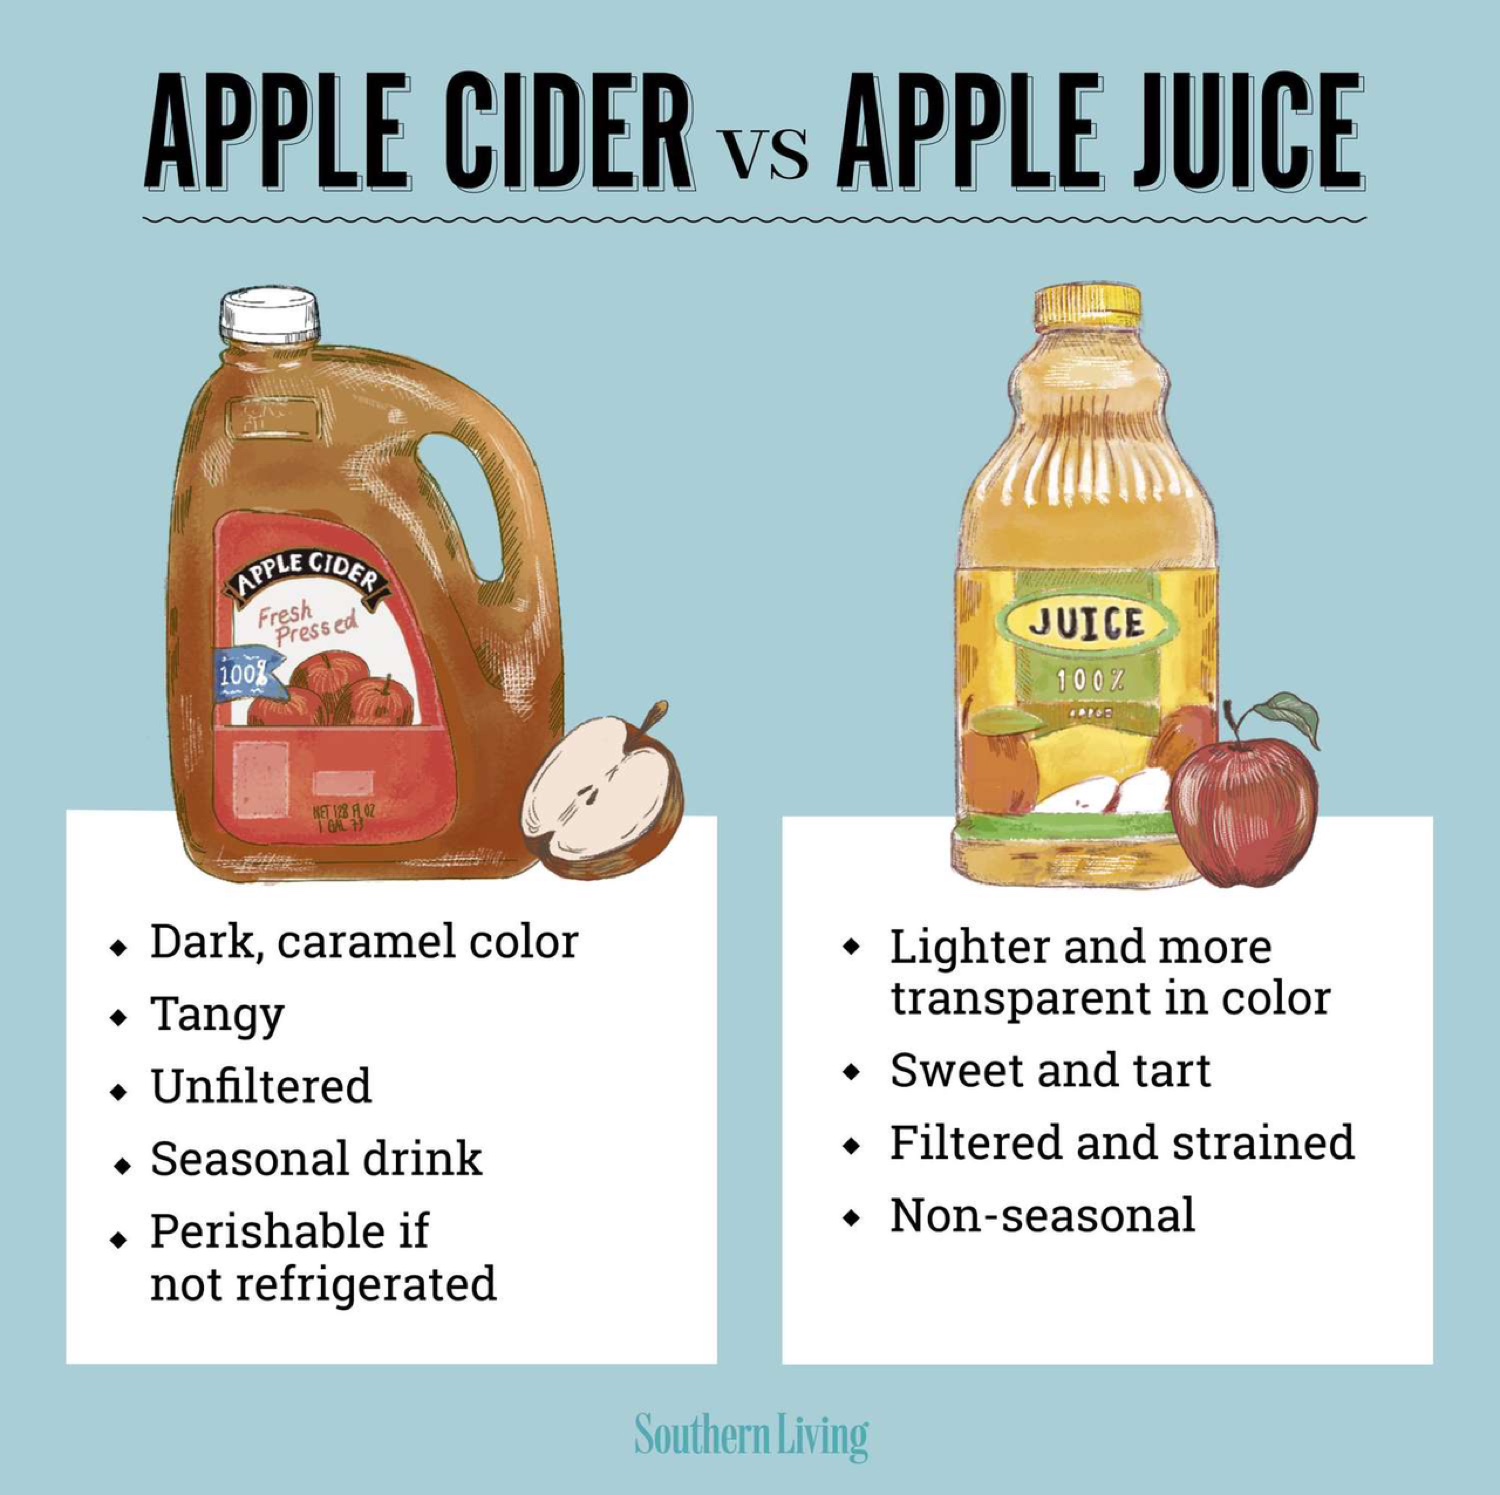 APPLE CIDER vs APPLE JUICE
APPLE CIDER
Fresh
Pressed
100%
NET 128 Fl OZ
1 GAL
JUICE
100%
Dark, caramel color
Tangy
Unfiltered
Seasonal drink
Perishable if
not refrigerated
Lighter and more
transparent in color
Sweet and tart
Filtered and strained
Non-seasonal
Southern Living